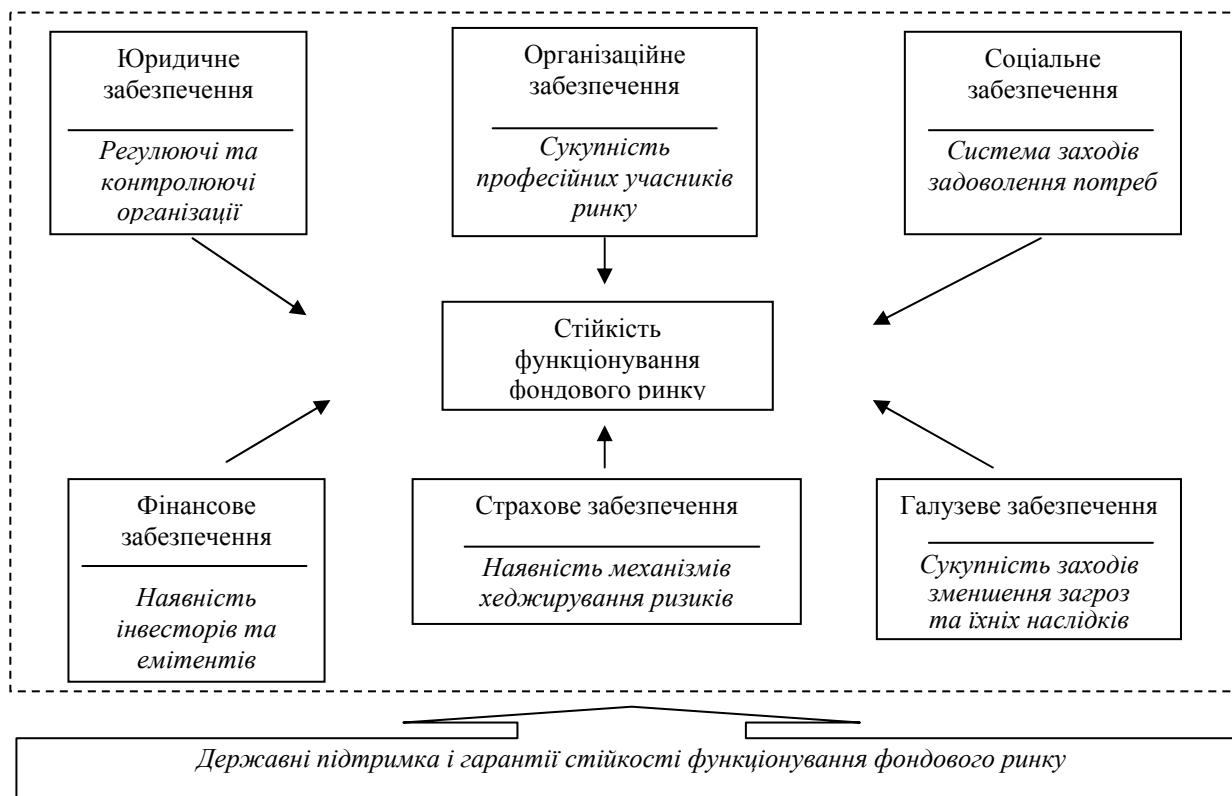 Юридичне
забезпечення
Регулюючі та
контролюючі
організації
Організаційне
забезпечення
Сукупність
професійних учасників
ринку
Соціальне
забезпечення
Система заходів
задоволення потреб
Стійкість
функціонування
фондового ринку
Фінансове
забезпечення
Наявність
інвесторів та
емітентів
Страхове забезпечення
Наявність механізмів
хеджирування ризиків
Галузеве забезпечення
Сукупність заходів
зменшення загроз
та їхніх наслідків
Державні підтримка і гарантії стійкості функціонування фондового ринку